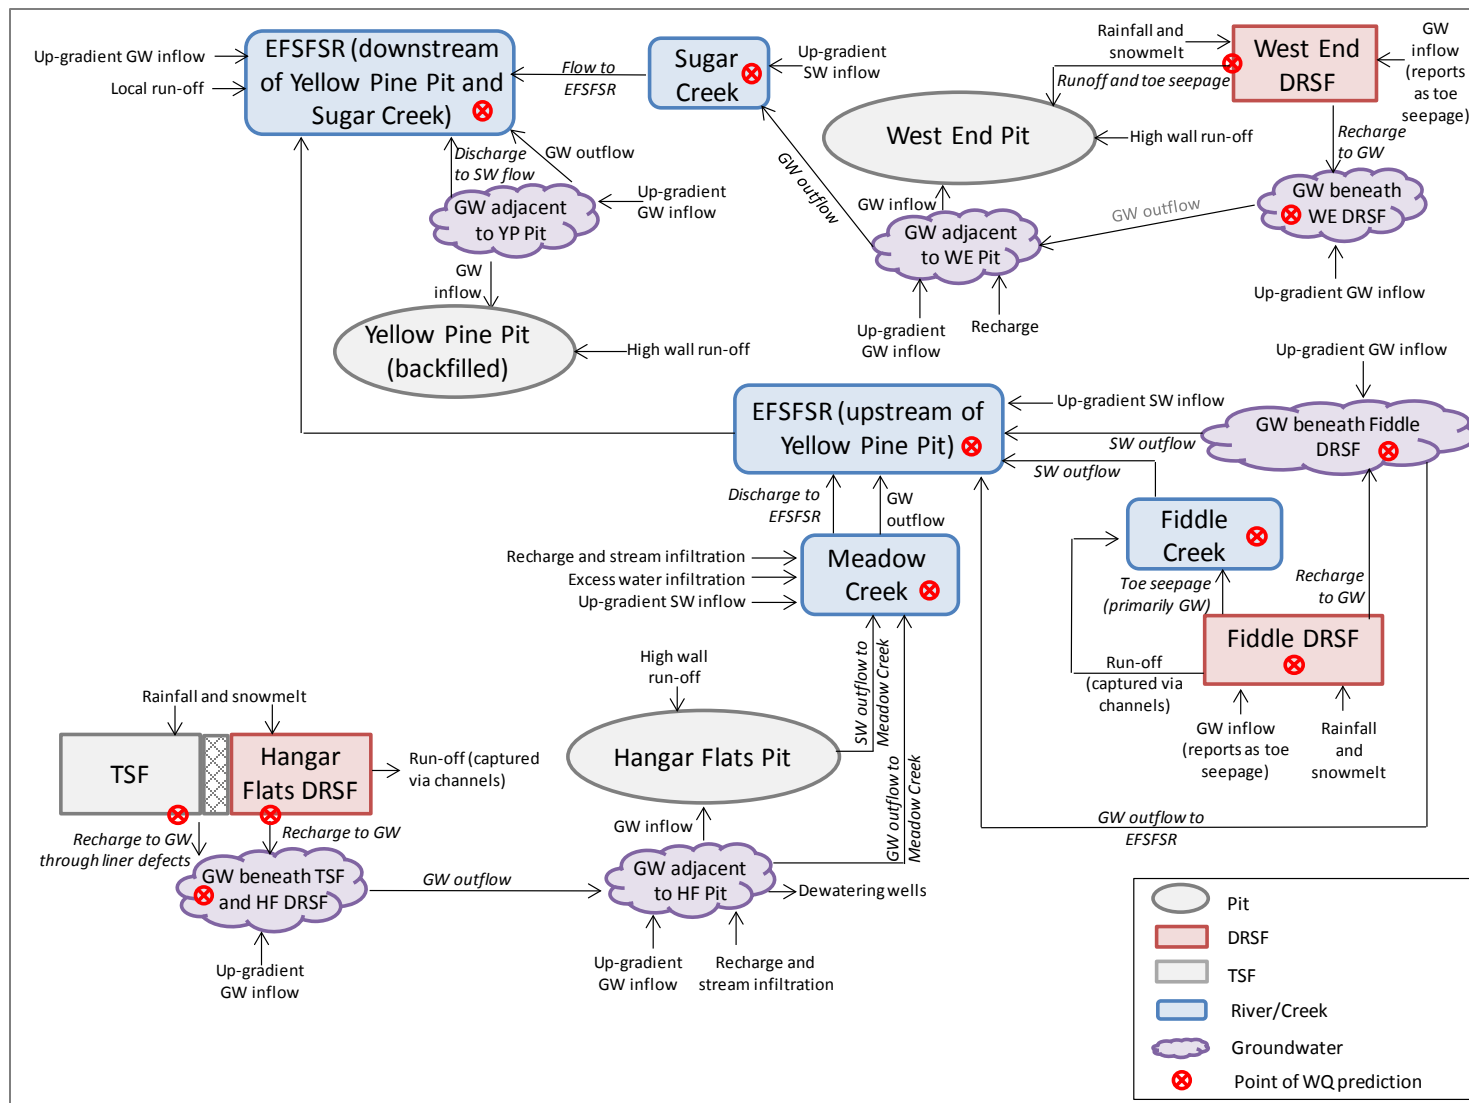 Up-gradient GW inflow
Local run-off
EFSFSR (downstream
of Yellow Pine Pit and
Sugar Creek)
Flow to
EFSFSR
Sugar
Creek
Up-gradient
SW inflow
Rainfall and
snowmelt
Runoff and toe seepage
West End
DRSF
GW
inflow
(reports
as toe
seepage)
West End Pit
High wall run-off
Recharge
to GW
Discharge
to SW flow
GW outflow
GW adjacent
to YP Pit
Up-gradient
GW inflow
GW outflow
GW inflow
GW adjacent
to WE Pit
GW outflow
GW beneath
WE DRSF
Up-gradient GW inflow
GW
inflow
Up-gradient
GW inflow
Recharge
Yellow Pine Pit
(backfilled)
High wall run-off
Up-gradient GW inflow
EFSFSR (upstream of
Yellow Pine Pit)
Up-gradient SW inflow
SW outflow
SW outflow
GW beneath Fiddle
DRSF
Discharge to
EFSFSR
GW
outflow
Fiddle
Creek
Recharge and stream infiltration
Excess water infiltration
Up-gradient SW inflow
Meadow
Creek
Toe seepage
(primarily GW)
Recharge
to GW
Fiddle DRSF
Run-off
(captured via
channels)
GW inflow
(reports as toe
seepage)
Rainfall
and
snowmelt
High wall
run-off
SW outflow to
Meadow Creek
Hangar Flats Pit
GW outflow to
Meadow Creek
Rainfall and snowmelt
TSF
Hangar
Flats DRSF
Run-off (captured
via channels)
Recharge to GW
through liner defects
Recharge to GW
GW inflow
GW outflow to
EFSFSR
GW beneath TSF
and HF DRSF
GW outflow
GW adjacent
to HF Pit
Dewatering wells
Up-gradient
GW inflow
Up-gradient
GW inflow
Recharge and
stream infiltration
Pit
DRSF
TSF
River/Creek
Groundwater
Point of WQ prediction